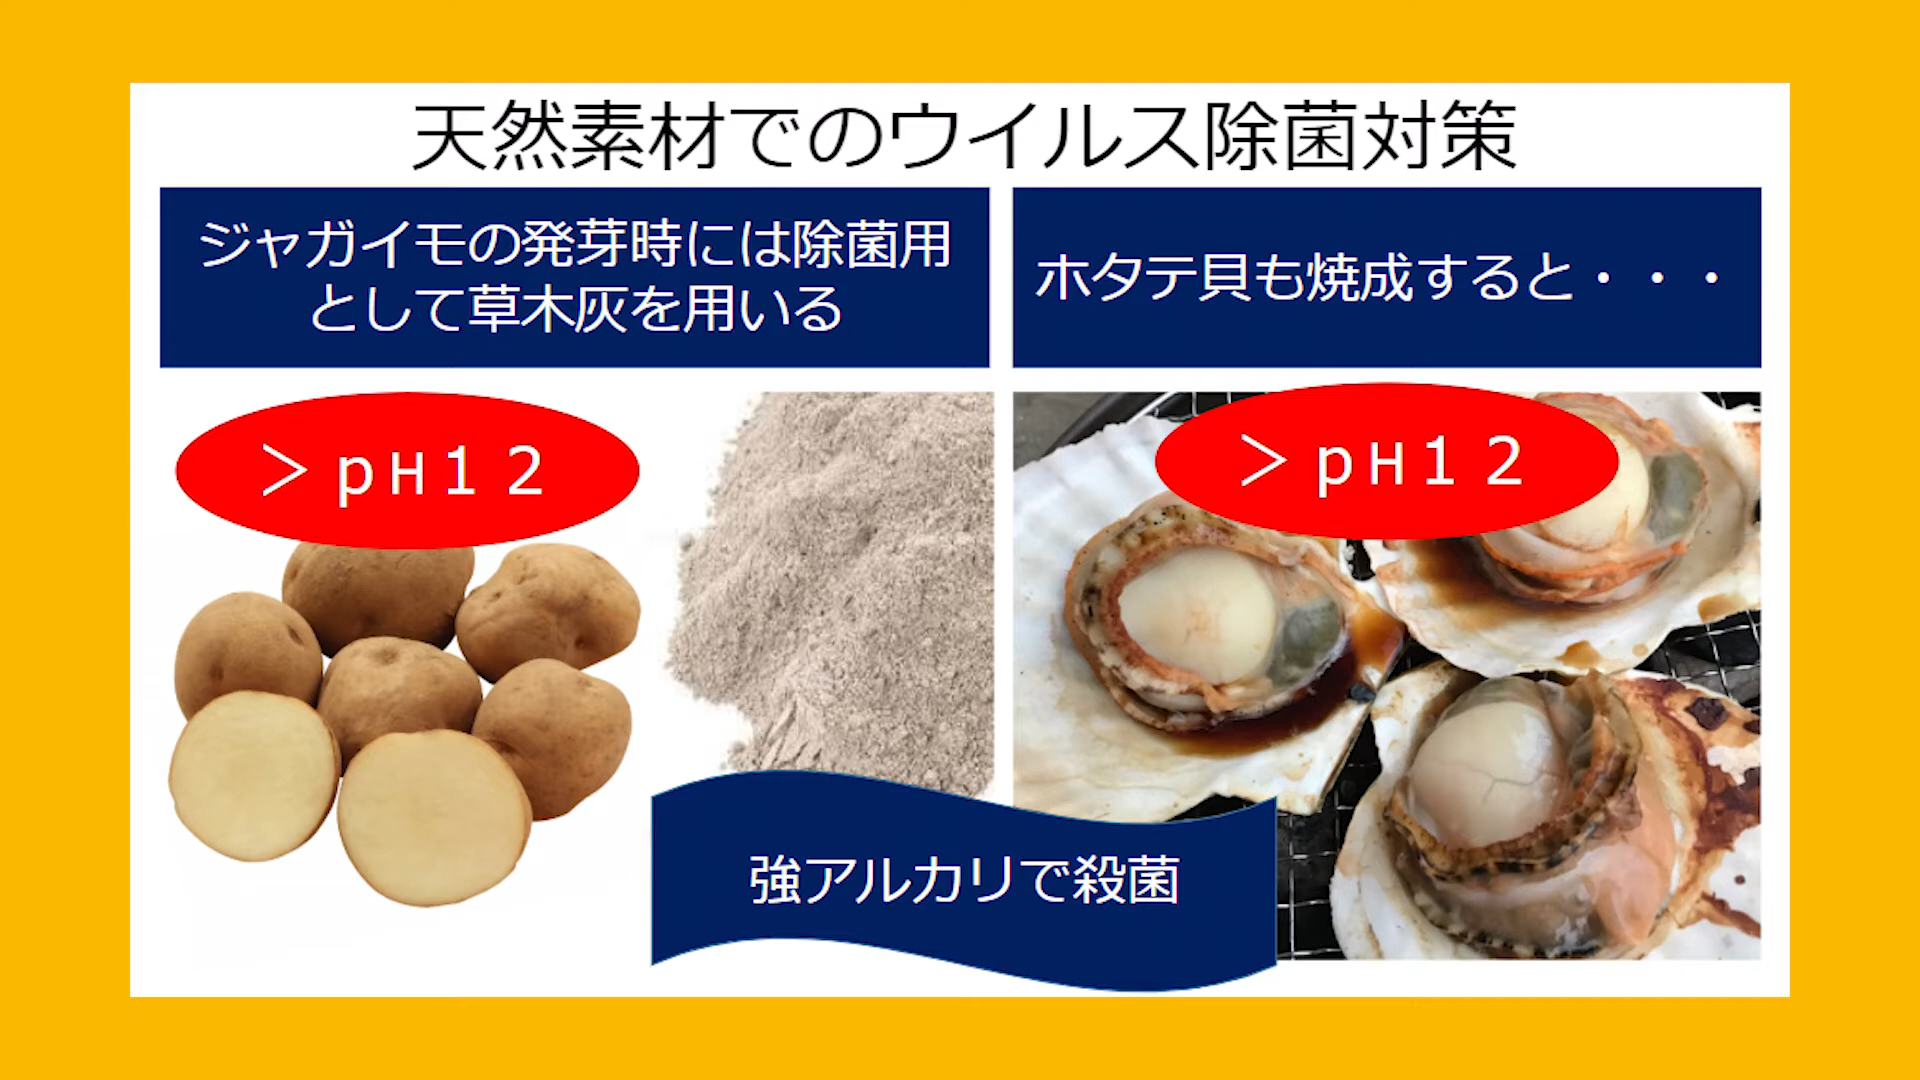 天然素材でのウイルス除菌対策
ジャガイモの発芽時には除菌用
として草木灰を用いる
ホタテ貝も焼成すると・・・
＞ｐＨ１２
＞ｐＨ１２
強アルカリで殺菌